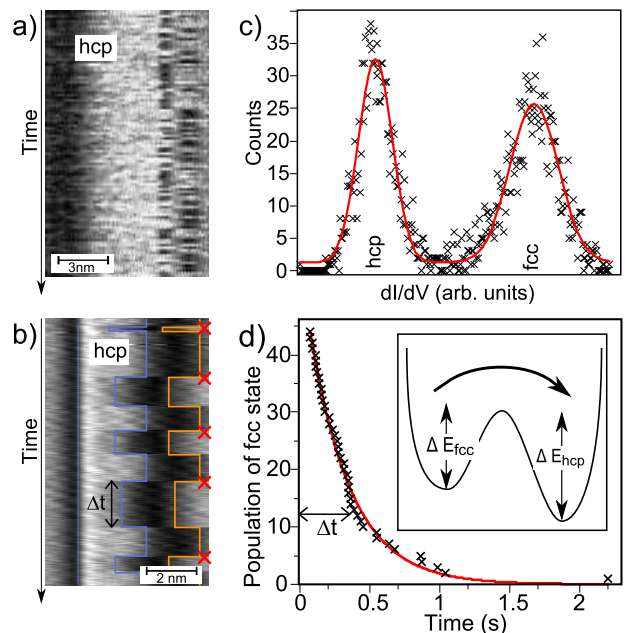 a)
hcp
Time
3nm
b)
hcp
Time
Δt
2 nm
c)
Counts
35
30
25
20
15
10
5
0
hcp
fcc
dI/dV (arb. units)
d)
Population of fcc state
40
30
20
10
0
Δt
Δ E fcc
Δ E hcp
0 0.5 1 1.5 2
Time (s)